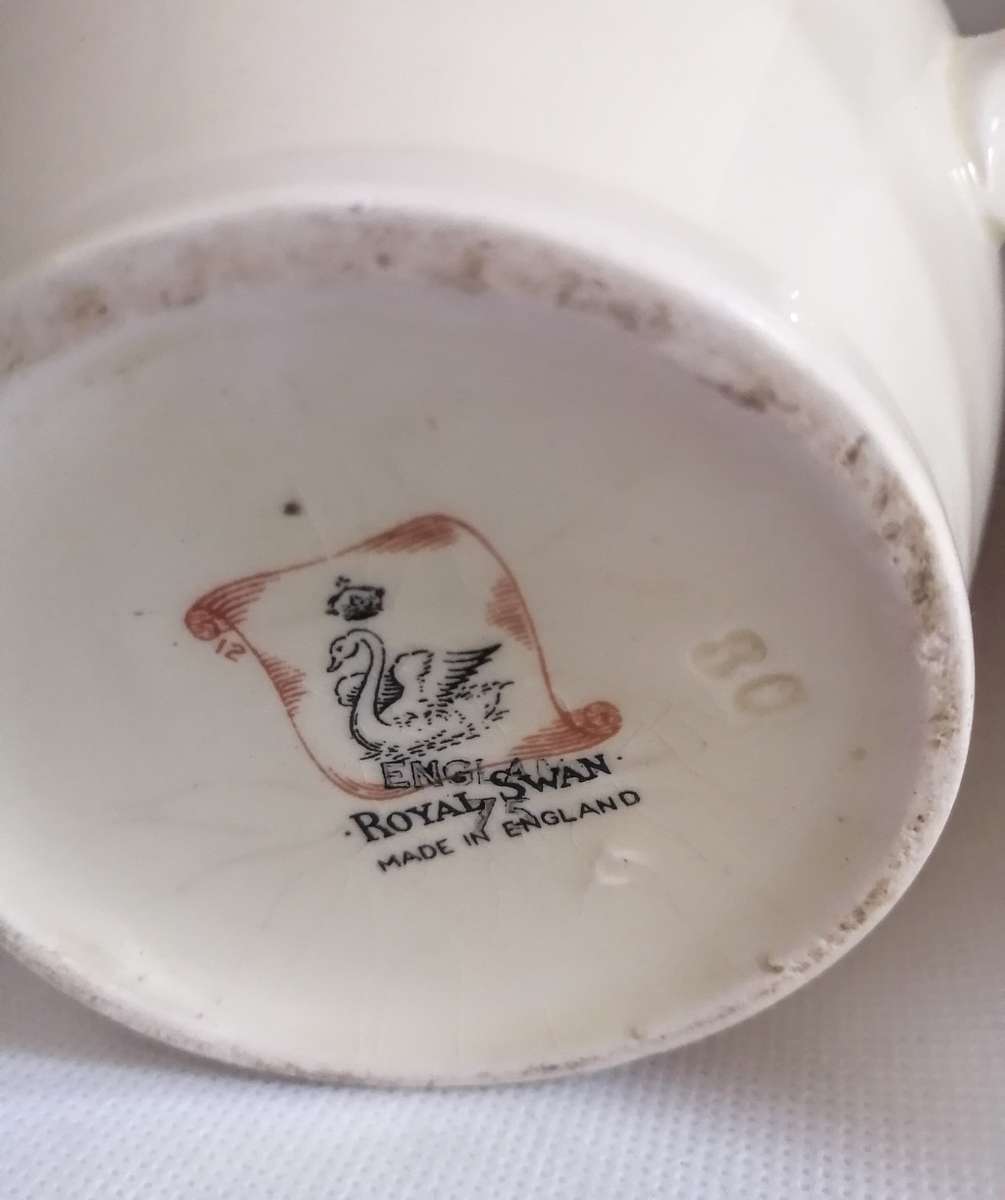 12
80
ENGLAND
·ROYAL SWAN·
75
MADE IN ENGLAND